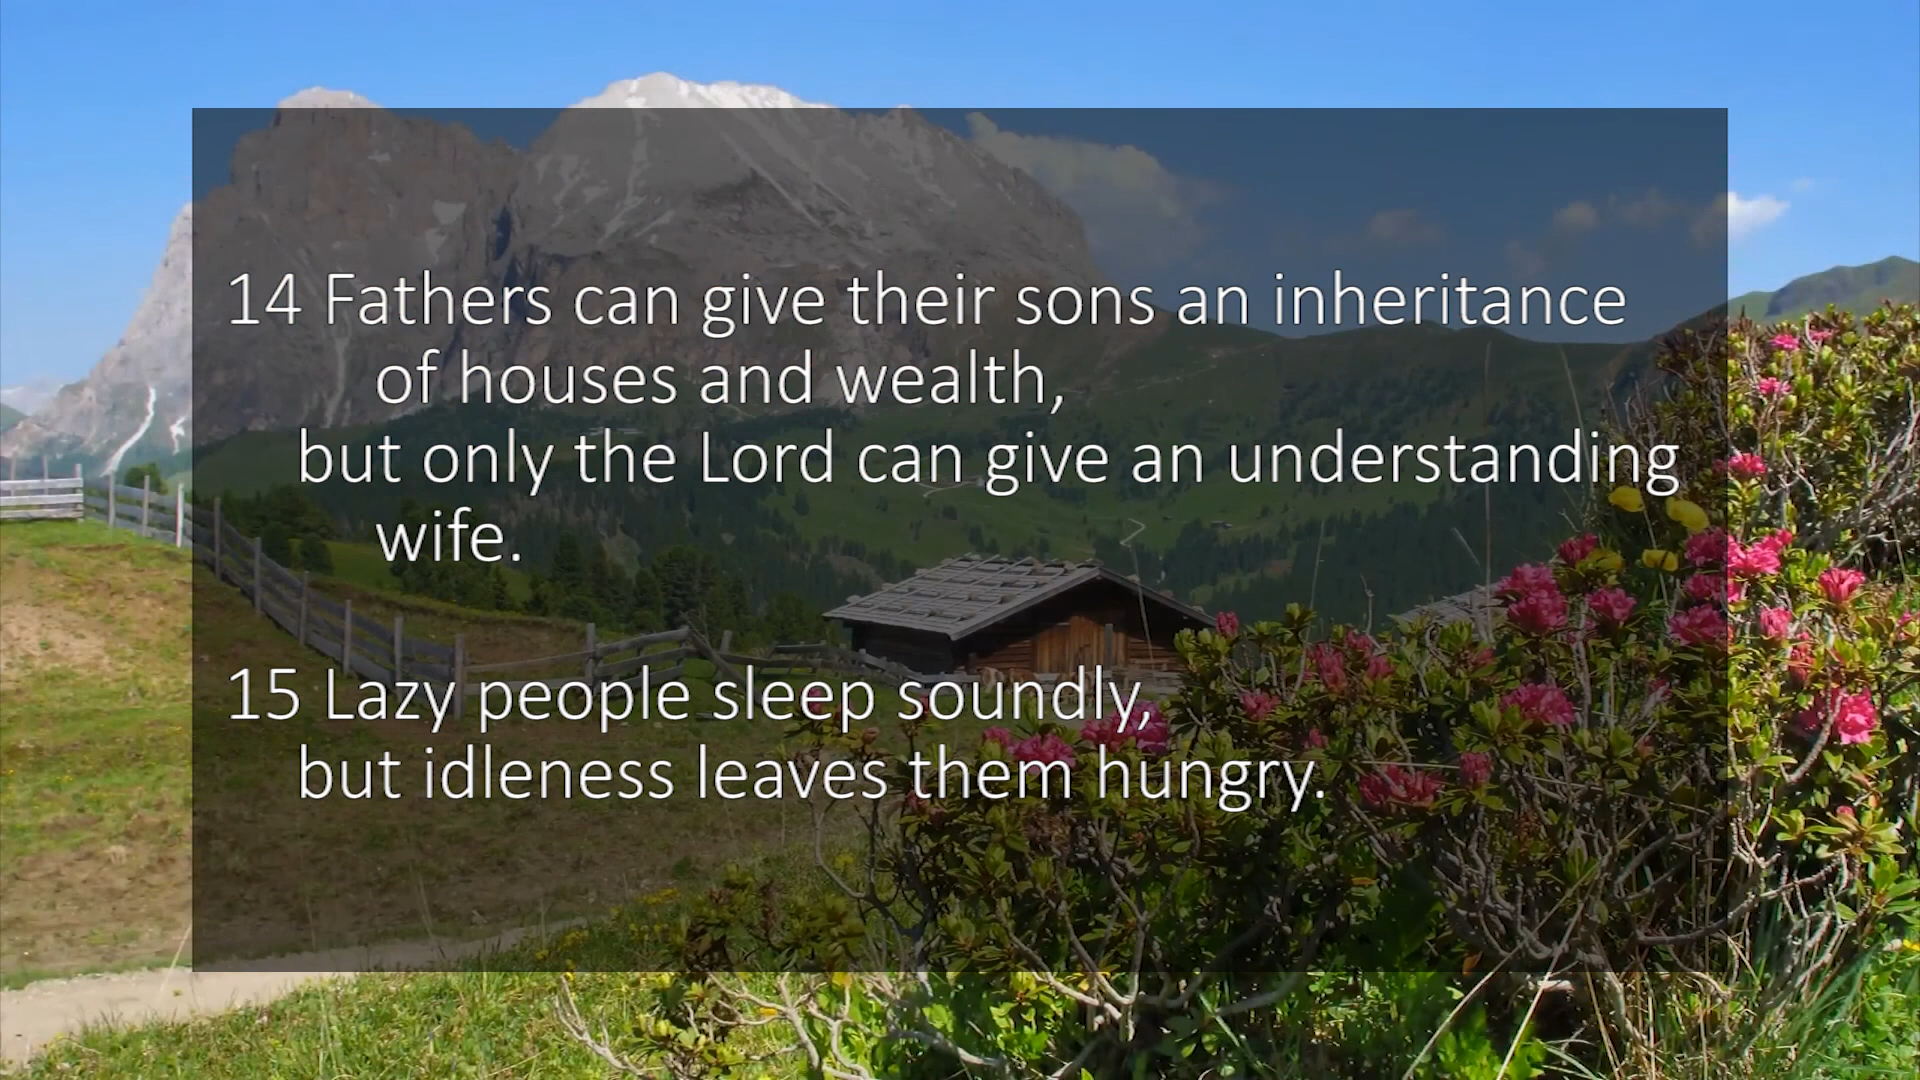 14 Fathers can give their sons an inheritance
of houses and wealth,
but only the Lord can give an understanding
wife.
15 Lazy people sleep soundly,
but idleness leaves them hungry.